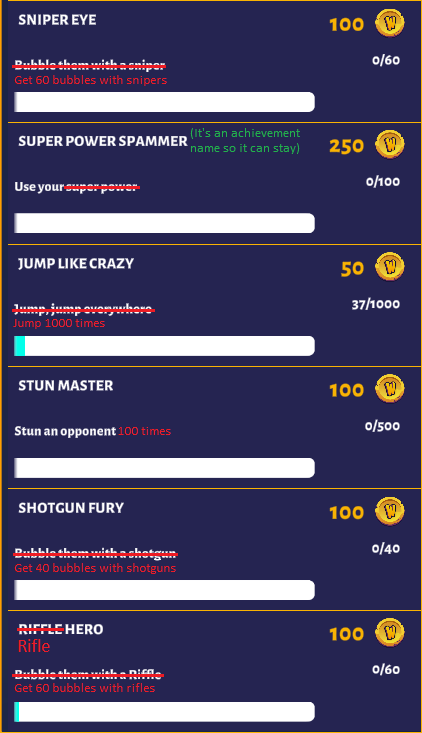 SNIPER EYE
100
Bubble them with a sniper
0/60
Get 60 bubbles with snipers
SUPER POWER SPAMMER (It's an achievement
name so it can stay)
250
Use your super power
0/100
JUMP LIKE CRAZY
50
Jump, jump everywhere
37/1000
Jump 1000 times
STUN MASTER
100
Stun an opponent 100 times
0/500
SHOTGUN FURY
100
Bubble them with a shotgun
0/40
Get 40 bubbles with shotguns
RIFFLE HERO
100
Rifle
Bubble them with a Riffle
0/60
Get 60 bubbles with rifles